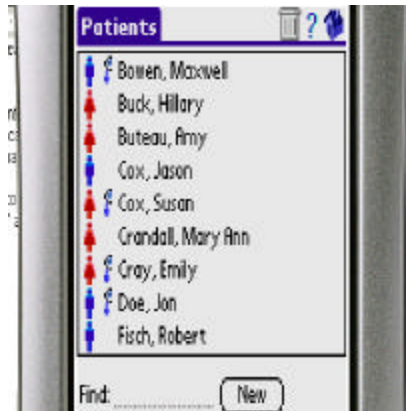 Patients ?
Bowen, Maxwell
Buck, Hillary
Buteau, Amy
Cox, Jason
Cox, Susan
Crandall, Mary Ann
Cray, Emily
Doe, Jon
Fisch, Robert
Find: New